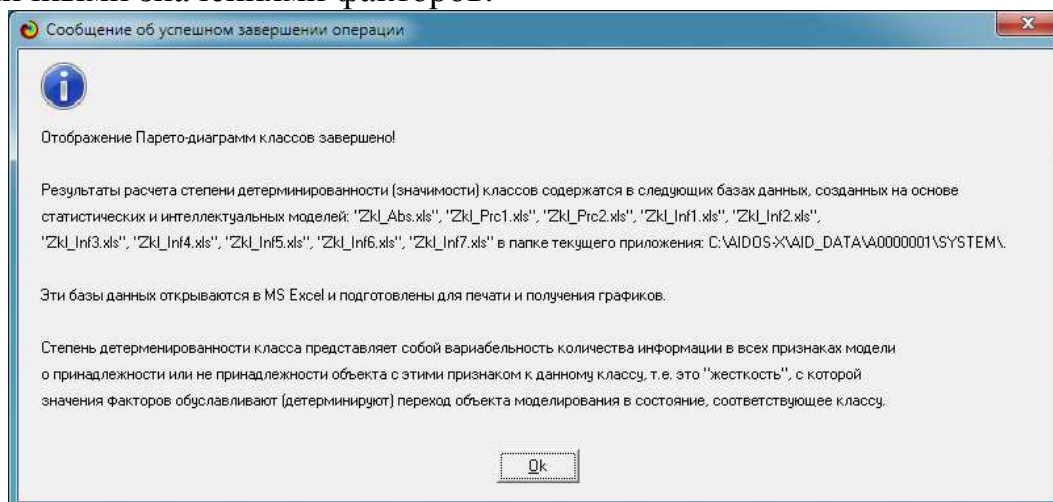 ичными значениями факторов.
Сообщение об успешном завершении операции
Отображение Парето-диаграмм классов завершено!
Результаты расчета степени детерминированности (значимости) классов содержатся в следующих базах данных, созданных на основе
статистических и интеллектуальных моделей: "Zkl_Abs.xls", "Zkl_Prc1.xls", "Zkl_Prc2.xls", "Zkl_Inf1.xls", "Zkl_Inf2.xls",
"Zkl_Inf3.xls", "Zkl_Inf4.xls", "Zkl_Inf5.xls", "Zkl_Inf6.xls", "Zkl_Inf7.xls" в папке текущего приложения: C:\AIDOS-X\AID_DATA\A0000001\SYSTEM\.
Эти базы данных открываются в MS Excel и подготовлены для печати и получения графиков.
Степень детерменированности класса представляет собой вариабельность количества информации в всех признаках модели
о принадлежности или не принадлежности объекта с этими признаком к данному классу, т.е. это "жесткость", с которой
значения факторов обуславливают (детерминируют) переход объекта моделирования в состояние, соответствующее классу.
Ok